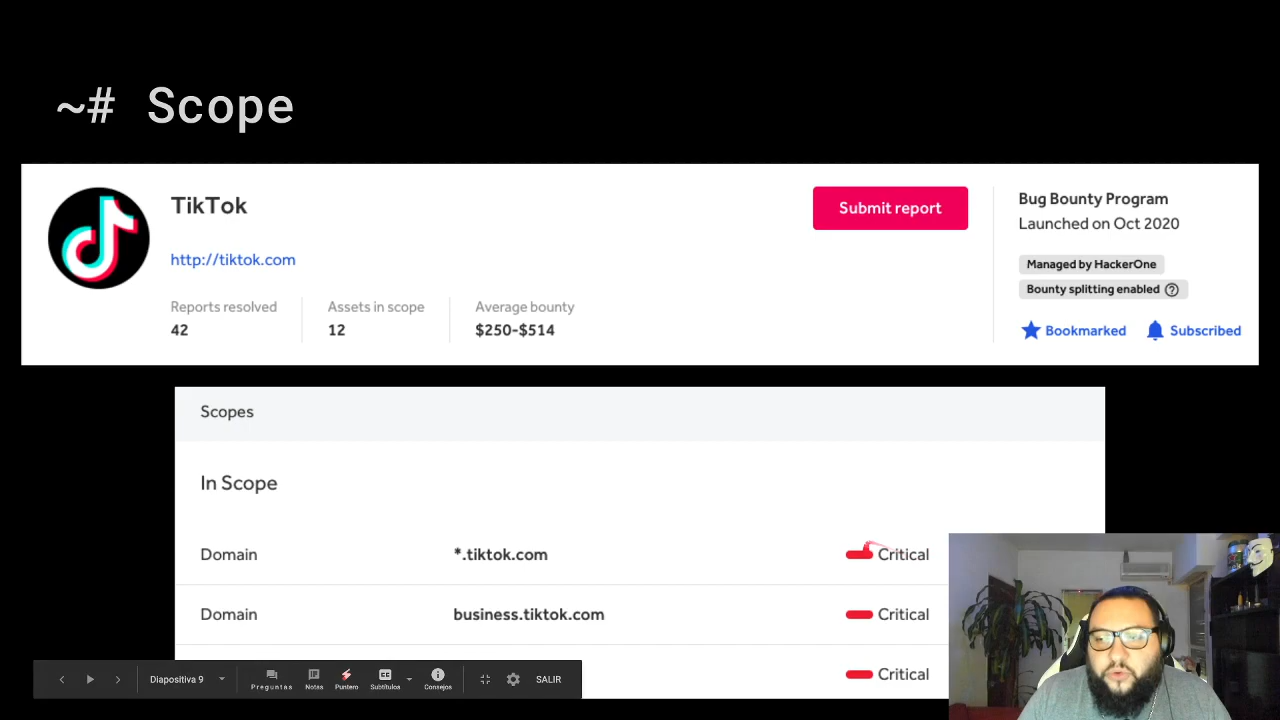 ~# Scope
TikTok
http://tiktok.com
Reports resolved
42
Assets in scope
12
Average bounty
$250-$514
Submit report
Bug Bounty Program
Launched on Oct 2020
Managed by HackerOne
Bounty splitting enabled ?
Bookmarked
Subscribed
Scopes
In Scope
Domain *.tiktok.com Critical
Domain business.tiktok.com Critical
Critical
Diapositiva 9
Preguntas
Notas
Puntero
CC
Subtítulos
Consejos
SALIR